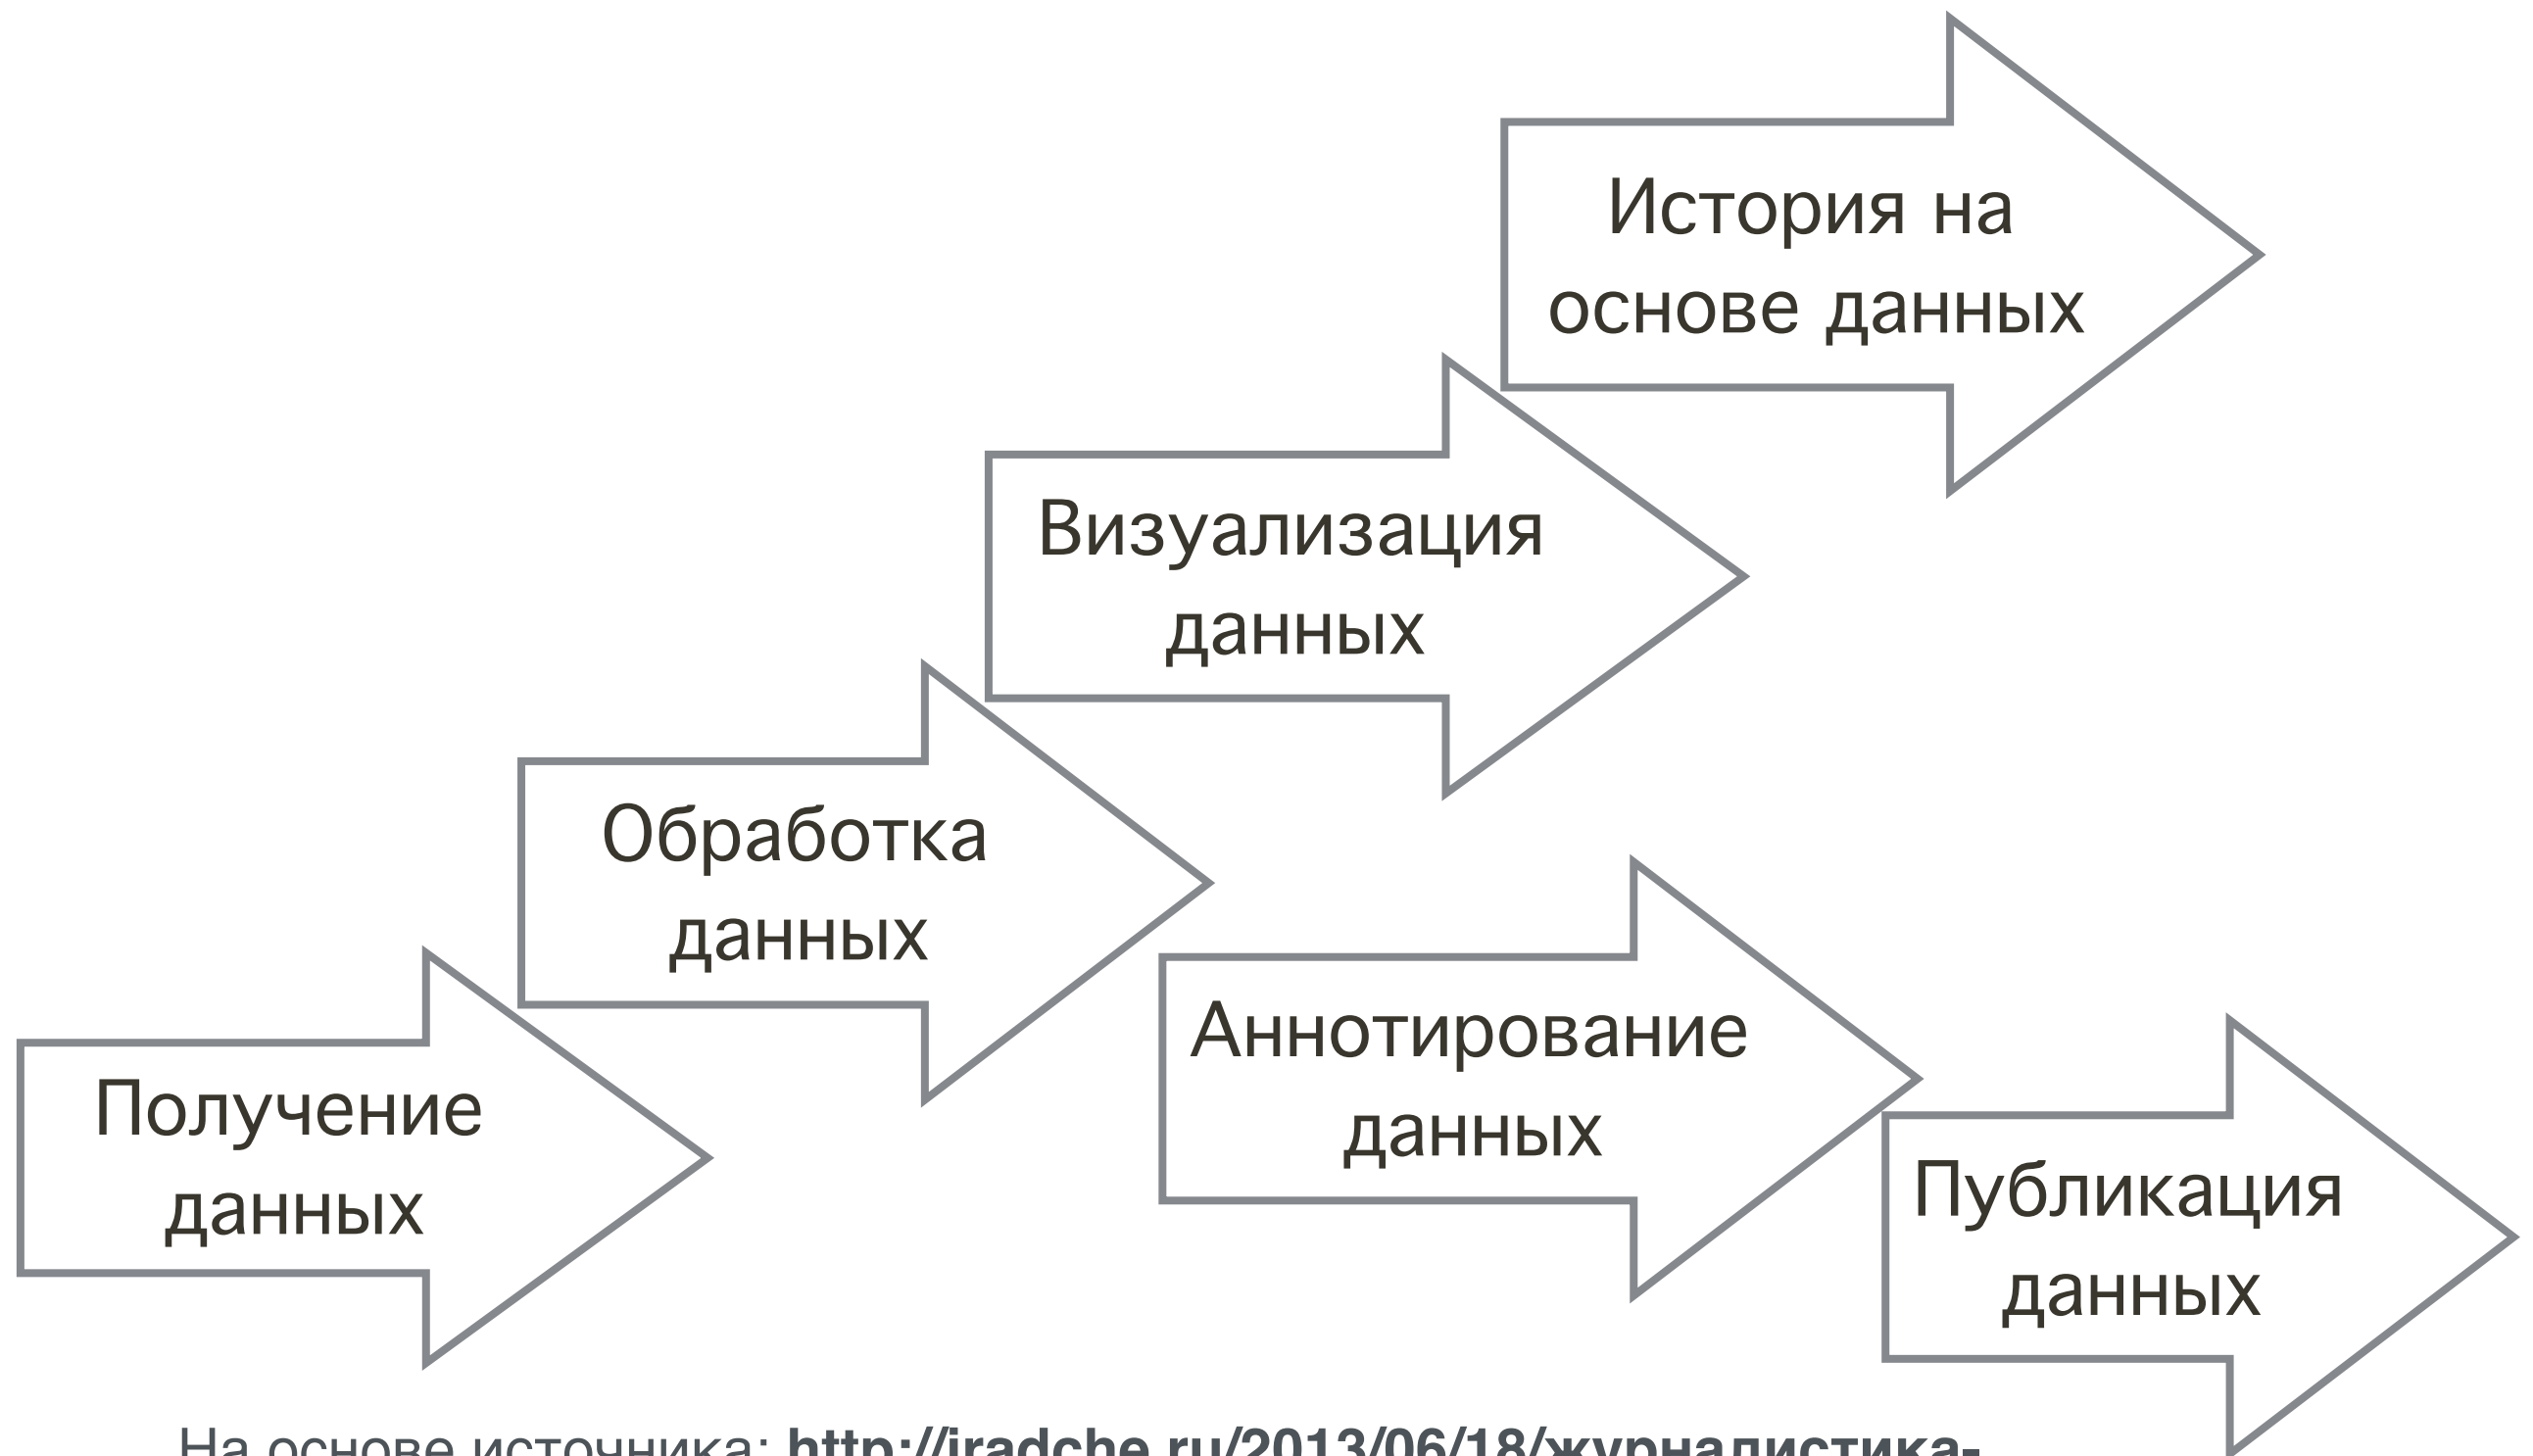 История на
основе данных
Визуализация
данных
Обработка
данных
Аннотирование
данных
Получение
данных
Публикация
данных
На основе источника: http://iradche.ru/2013/06/18/журналистика-